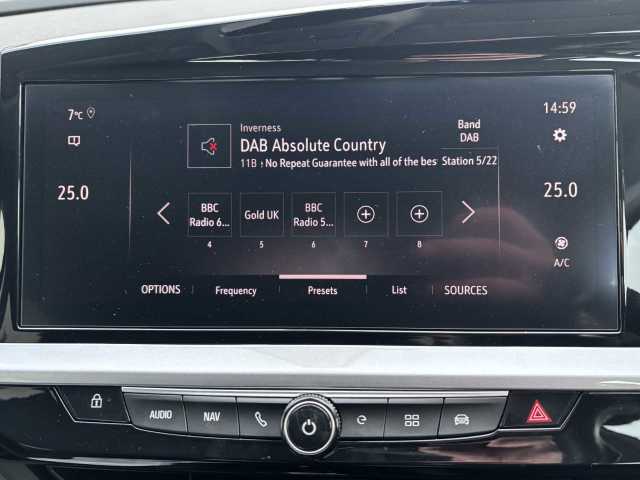 7°C
14:59
Inverness
DAB Absolute Country
11B : No Repeat Guarantee with all of the bes
Band
DAB
Station 5/22
25.0
25.0
BBC
Radio 6...
4
Gold UK
5
BBC
Radio 5...
6
7
8
A/C
OPTIONS
Frequency
Presets
List
SOURCES
AUDIO
NAV